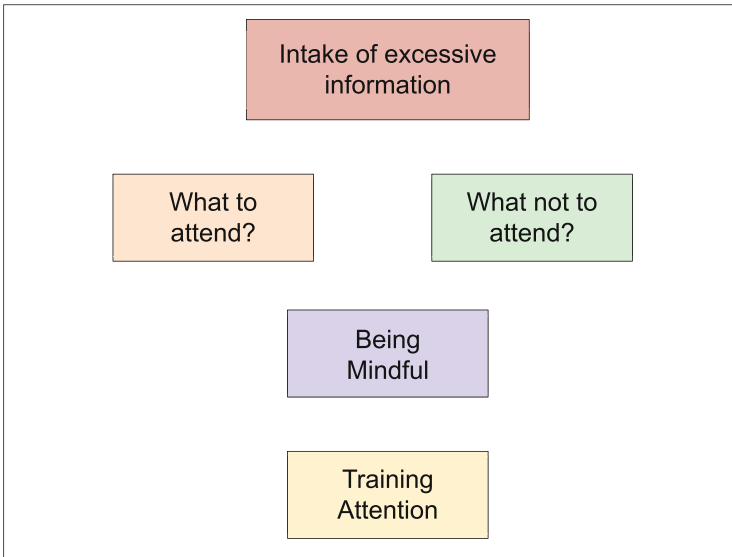 Intake of excessive
information
What to
attend?
What not to
attend?
Being
Mindful
Training
Attention